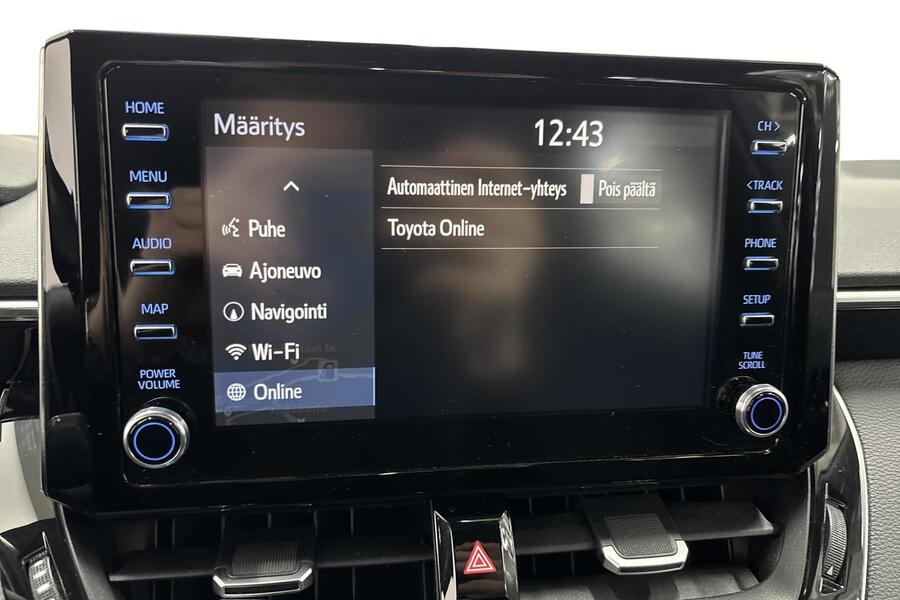 HOME
MENU
AUDIO
MAP
POWER
VOLUME
Määritys
12:43
Puhe
Ajoneuvo
Navigointi
Wi-Fi
Online
Automaattinen Internet-yhteys
Pois päältä
Toyota Online
CH >
< TRACK
PHONE
SETUP
TUNE
SCROLL